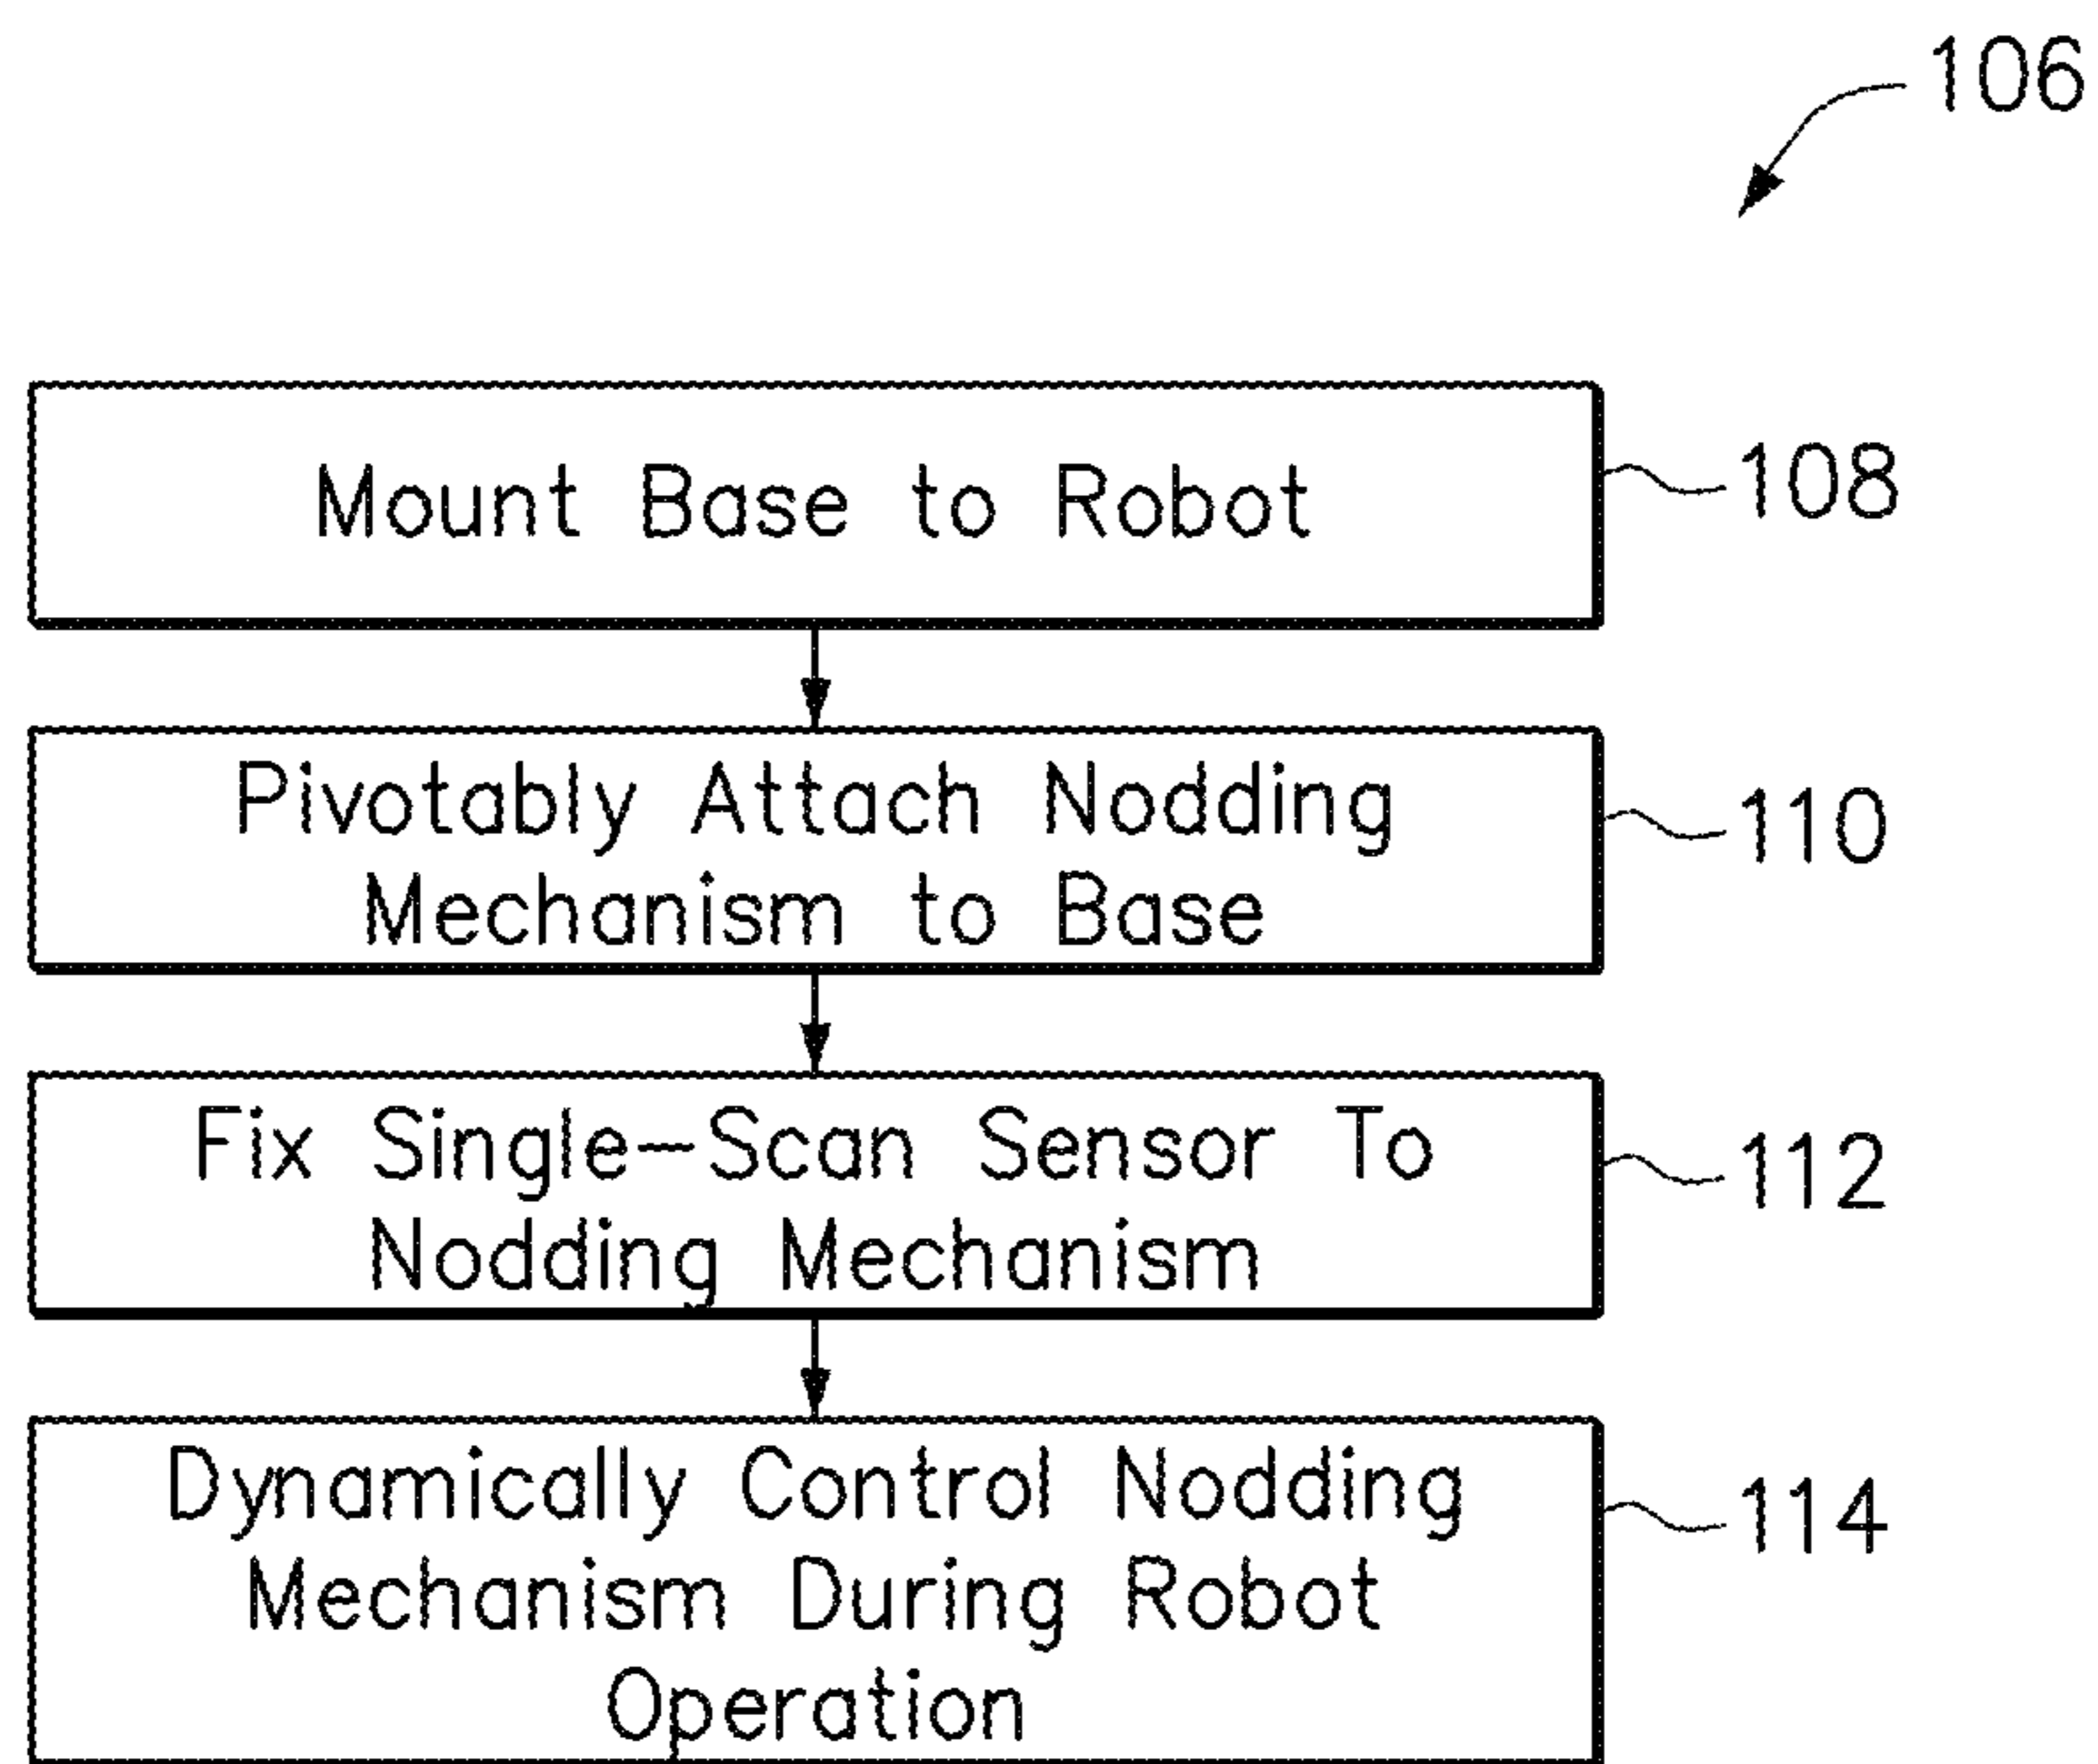 106
Mount Base to Robot
108
Pivotably Attach Nodding
Mechanism to Base
110
Fix Single-Scan Sensor To
Nodding Mechanism
112
Dynamically Control Nodding
Mechanism During Robot
Operation
114